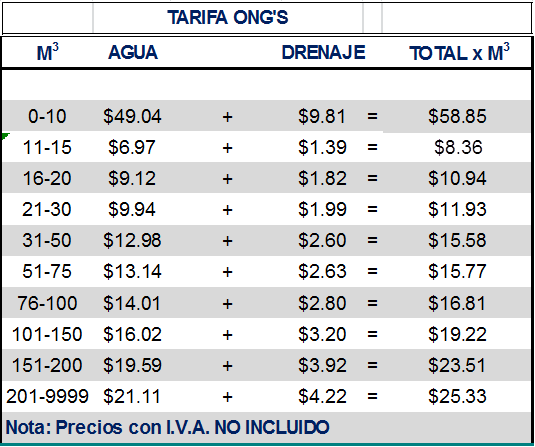 TARIFA ONG'S
M³ AGUA DRENAJE TOTAL x M³
0-10 $49.04 + $9.81 = $58.85
11-15 $6.97 + $1.39 = $8.36
16-20 $9.12 + $1.82 = $10.94
21-30 $9.94 + $1.99 = $11.93
31-50 $12.98 + $2.60 = $15.58
51-75 $13.14 + $2.63 = $15.77
76-100 $14.01 + $2.80 = $16.81
101-150 $16.02 + $3.20 = $19.22
151-200 $19.59 + $3.92 = $23.51
201-9999 $21.11 + $4.22 = $25.33
Nota: Precios con I.V.A. NO INCLUIDO